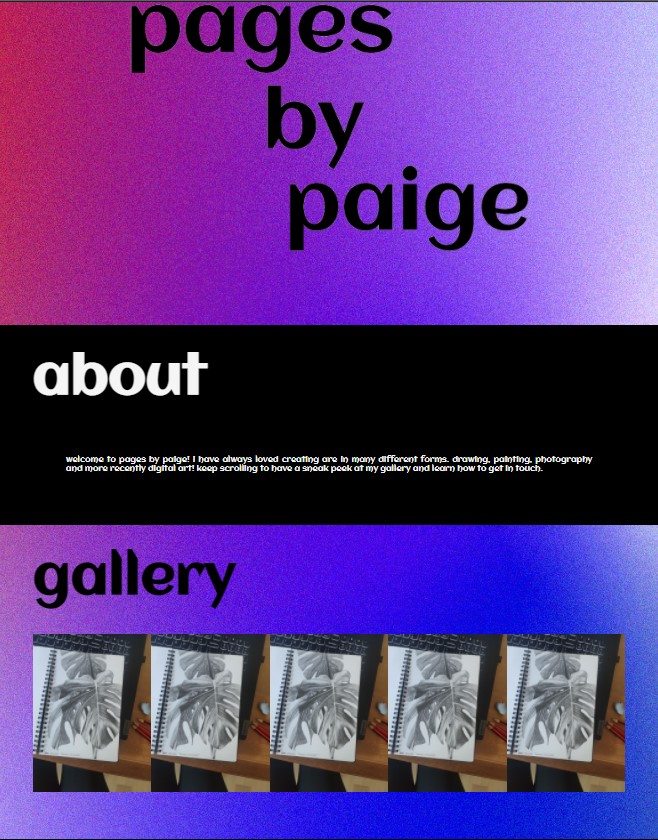 pages
by
paige
about
welcome to pages by paige! I have always loved creating are in many different forms. drawing, painting, photography
and more recently digital art! keep scrolling to have a sneak peek at my gallery and learn how to get in touch.
gallery